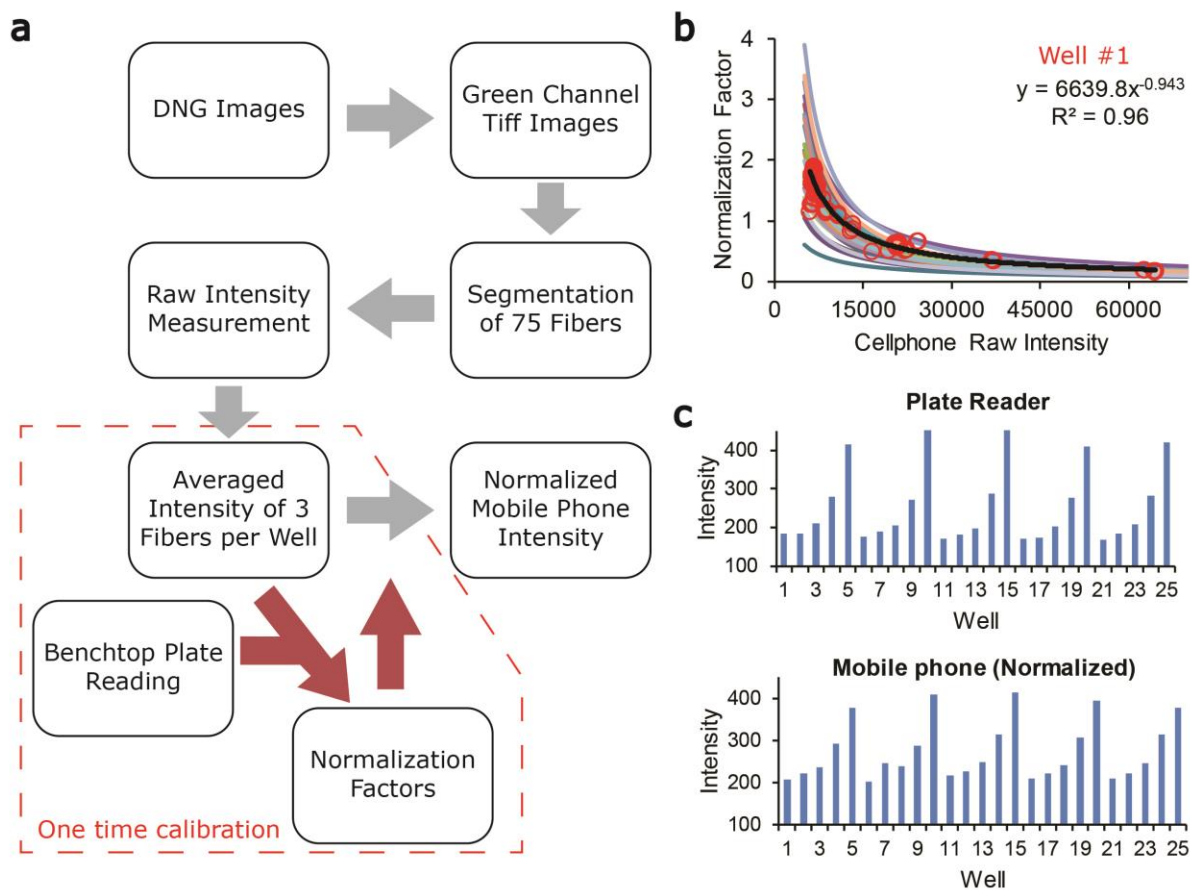 a
DNG Images
Green Channel
Tiff Images
Raw Intensity
Measurement
Segmentation
of 75 Fibers
Averaged
Intensity of 3
Fibers per Well
Normalized
Mobile Phone
Intensity
Benchtop Plate
Reading
Normalization
Factors
One time calibration
b
Normalization Factor
4
3
2
1
0
Well #1
y = 6639.8x^-0.943
R² = 0.96
0 15000 30000 45000 60000
Cellphone Raw Intensity
c
Plate Reader
Intensity
400
300
200
100
1 3 5 7 9 11 13 15 17 19 21 23 25
Well
Mobile phone (Normalized)
Intensity
400
300
200
100
1 3 5 7 9 11 13 15 17 19 21 23 25
Well